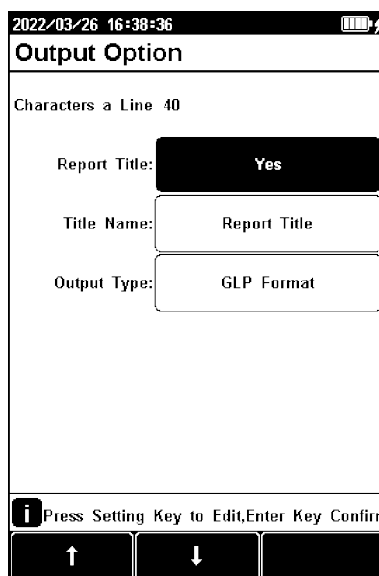 2022/03/26 16:38:36
Output Option
Characters a Line 40
Report Title: Yes
Title Name: Report Title
Output Type: GLP Format
i Press Setting Key to Edit,Enter Key Confirm
↑ ↓